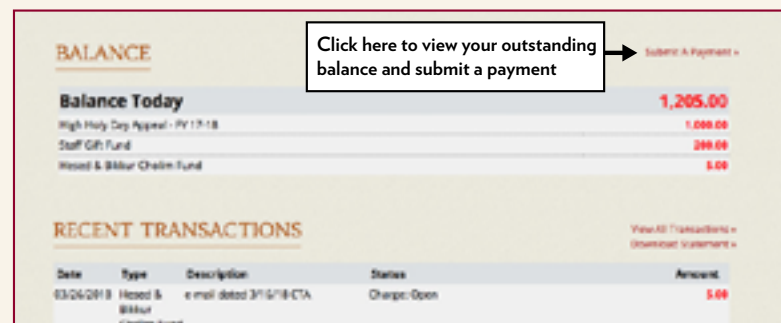 BALANCE
Click here to view your outstanding
balance and submit a payment
Submit A Payment »
Balance Today 1,205.00
High Holy Day Appeal - FY 17-18 1,000.00
Staff Gift Fund 200.00
Hesed & Bikkur Cholim Fund 5.00
RECENT TRANSACTIONS
View All Transactions »
Download Statement »
Date Type Description Status Amount
03/26/2018 Hesed & e-mail dated 3/16/18-CTA Charge: Open 5.00
Bikkur
Cholim Fund